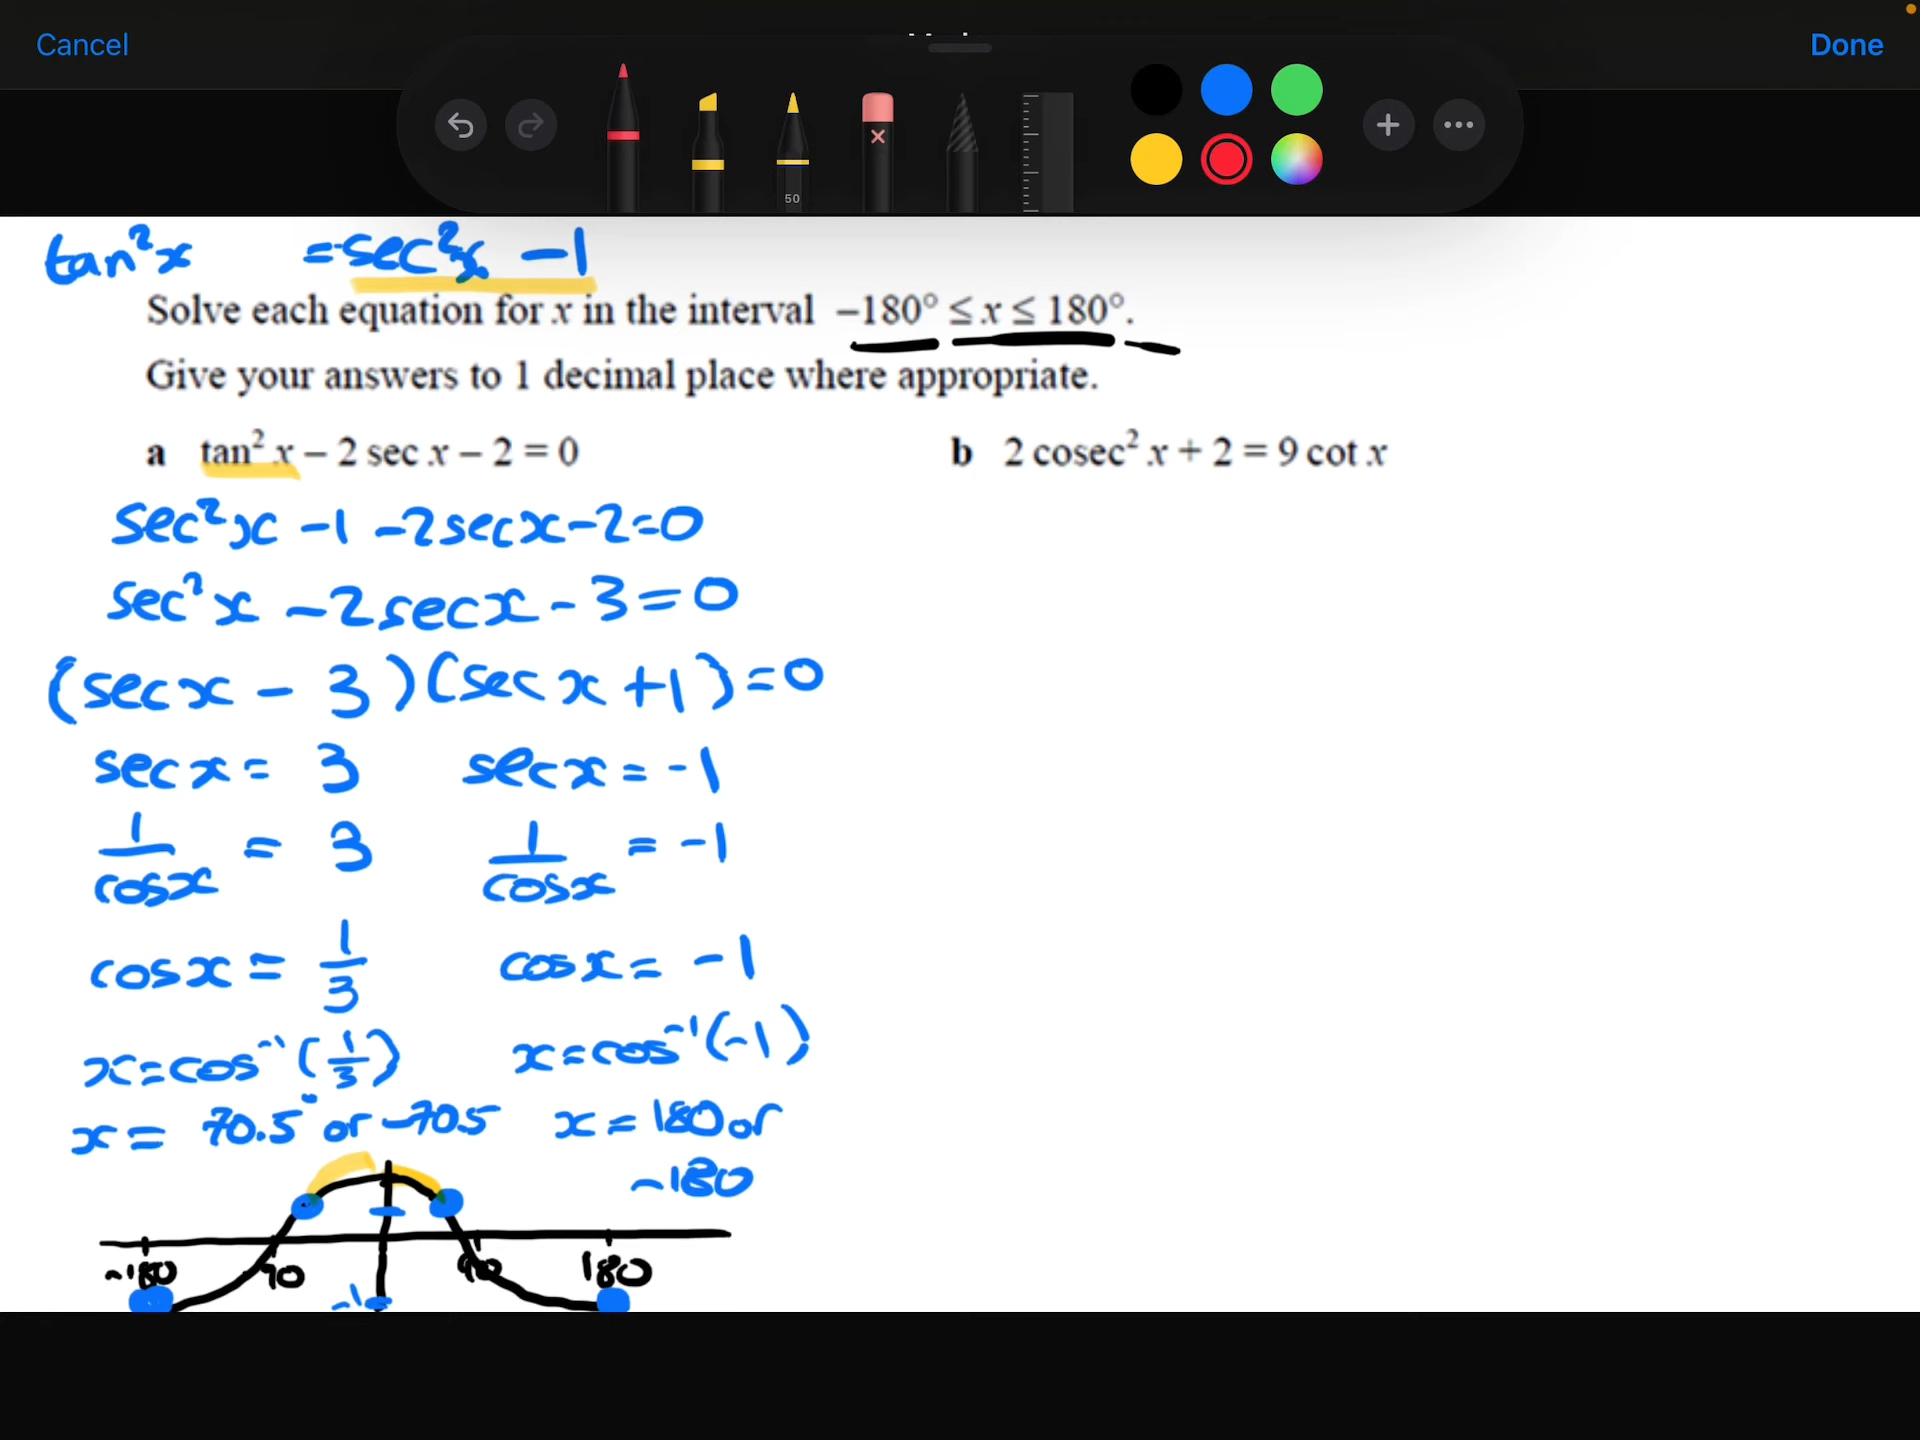 Cancel
Done
50
tan²x = sec²x - 1
Solve each equation for x in the interval −180° ≤ x ≤ 180°.
Give your answers to 1 decimal place where appropriate.
a tan² x − 2 sec x − 2 = 0
b 2 cosec² x + 2 = 9 cot x
sec²x - 1 - 2secx - 2 = 0
sec²x - 2secx - 3 = 0
(secx - 3)(secx + 1) = 0
secx = 3 secx = -1
1/cosx = 3 1/cosx = -1
cosx = 1/3 cosx = -1
x = cos⁻¹(1/3) x = cos⁻¹(-1)
x = 70.5° or -70.5 x = 180 or
-180
-180 90 90 180
-1